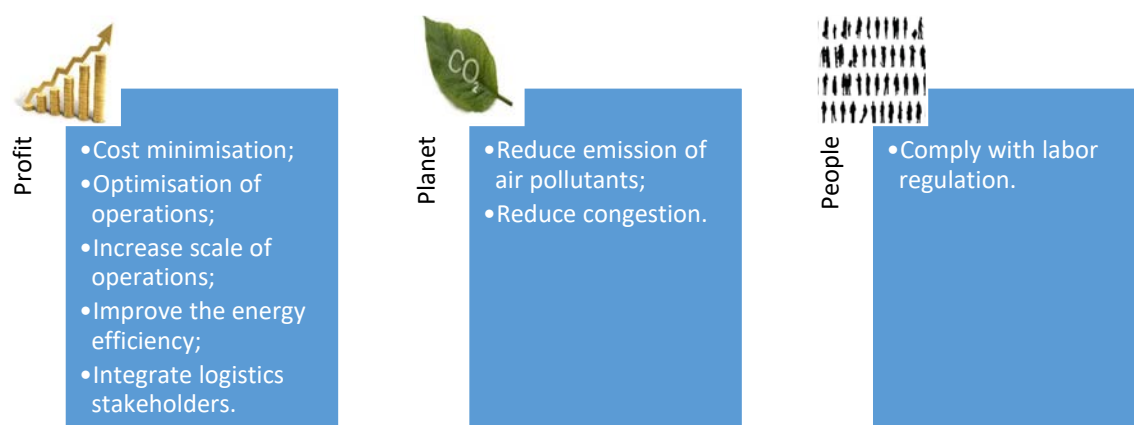 Profit
•Cost minimisation;
•Optimisation of
operations;
•Increase scale of
operations;
•Improve the energy
efficiency;
•Integrate logistics
stakeholders.
CO2
Planet
•Reduce emission of
air pollutants;
•Reduce congestion.
People
•Comply with labor
regulation.